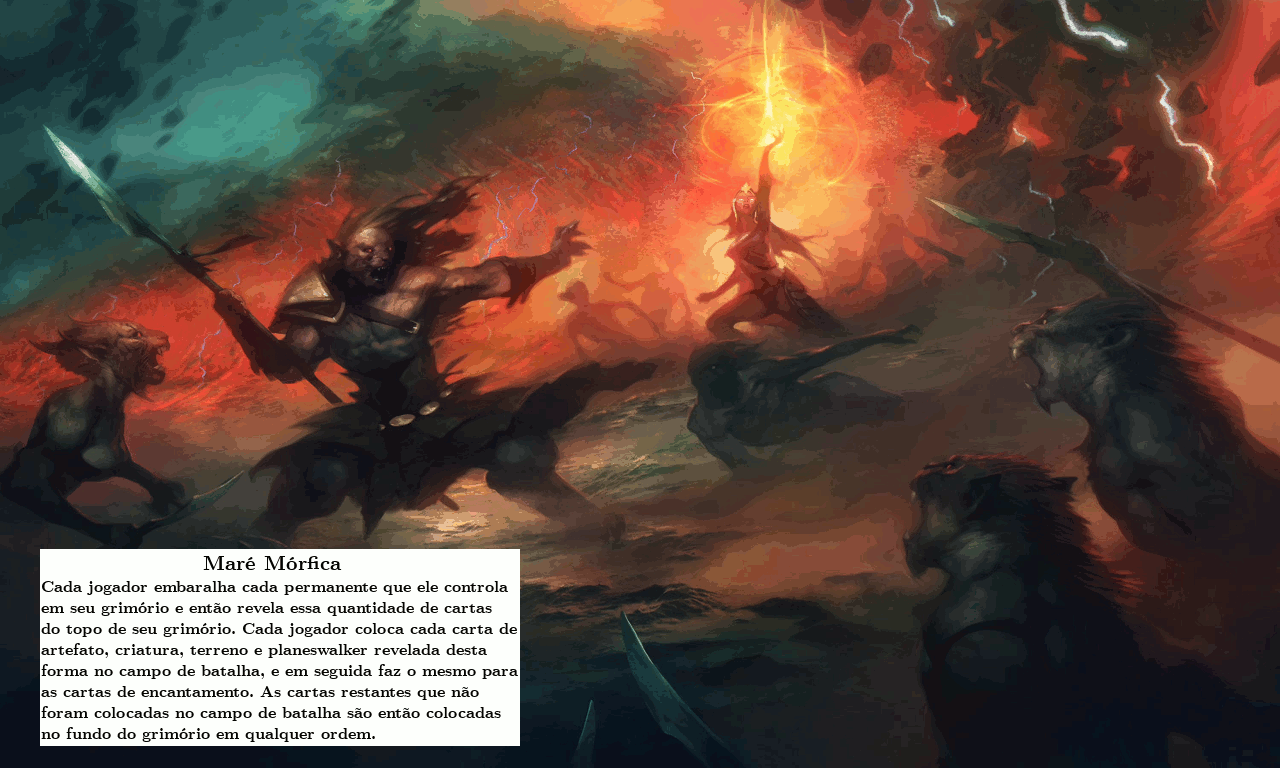 Maré Mórfica
Cada jogador embaralha cada permanente que ele controla
em seu grimório e então revela essa quantidade de cartas
do topo de seu grimório. Cada jogador coloca cada carta de
artefato, criatura, terreno e planeswalker revelada desta
forma no campo de batalha, e em seguida faz o mesmo para
as cartas de encantamento. As cartas restantes que não
foram colocadas no campo de batalha são então colocadas
no fundo do grimório em qualquer ordem.